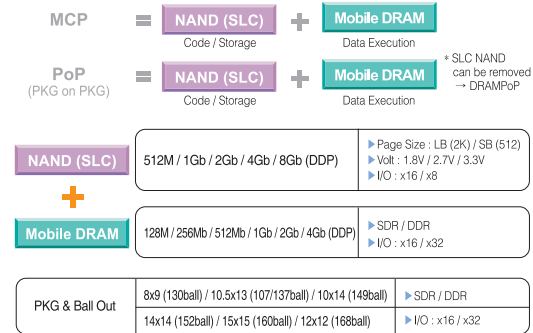 MCP = NAND (SLC) + Mobile DRAM
Code / Storage Data Execution
PoP = NAND (SLC) + Mobile DRAM
(PKG on PKG)
Code / Storage Data Execution
* SLC NAND
can be removed
→ DRAMPoP
NAND (SLC)
512M / 1Gb / 2Gb / 4Gb / 8Gb (DDP)
▶Page Size : LB (2K) / SB (512)
▶Volt : 1.8V / 2.7V / 3.3V
▶I/O : x16 / x8
+
Mobile DRAM
128M / 256Mb / 512Mb / 1Gb / 2Gb / 4Gb (DDP)
▶SDR / DDR
▶I/O : x16 / x32
PKG & Ball Out
8x9 (130ball) / 10.5x13 (107/137ball) / 10x14 (149ball)
▶SDR / DDR
14x14 (152ball) / 15x15 (160ball) / 12x12 (168ball)
▶I/O : x16 / x32